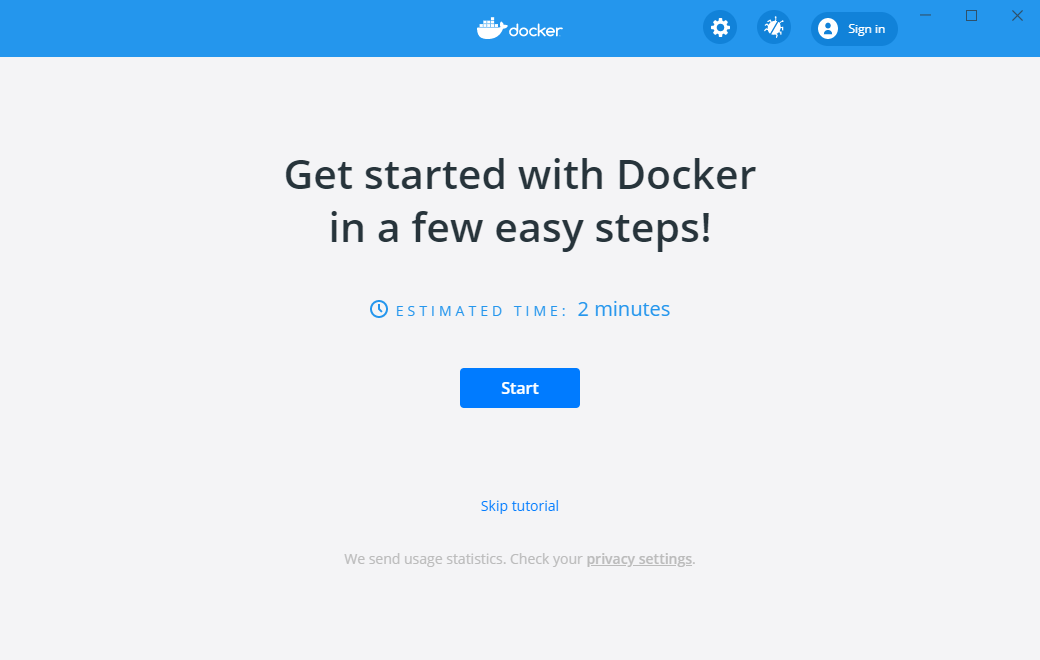 docker
Sign in
Get started with Docker
in a few easy steps!
ESTIMATED TIME: 2 minutes
Start
Skip tutorial
We send usage statistics. Check your privacy settings.